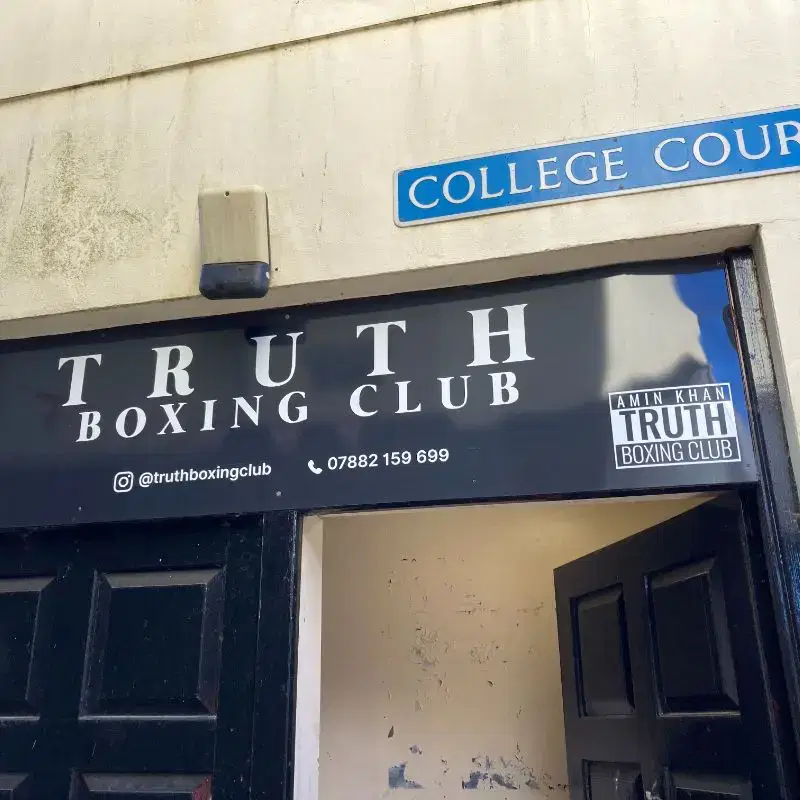 COLLEGE COUR
TRUTH
BOXING CLUB
@truthboxingclub 07882 159 699
AMIN KHAN
TRUTH
BOXING CLUB